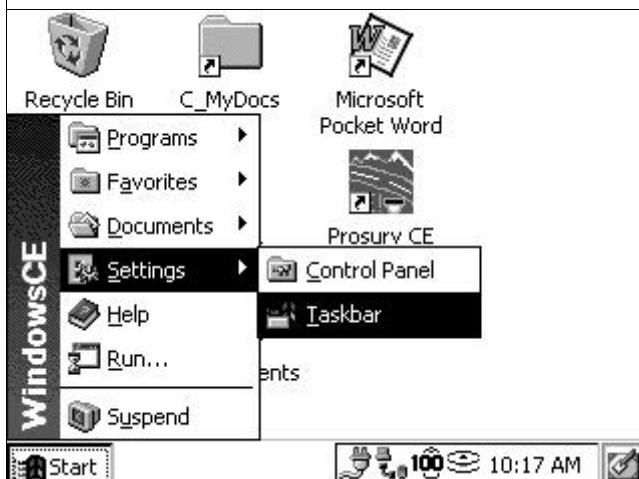 Recycle Bin
C_MyDocs
Microsoft
Pocket Word
Prosurv CE
WindowsCE
Programs
Favorites
Documents
Settings
Help
Run...
Suspend
Control Panel
Taskbar
ents
Start
100
10:17 AM